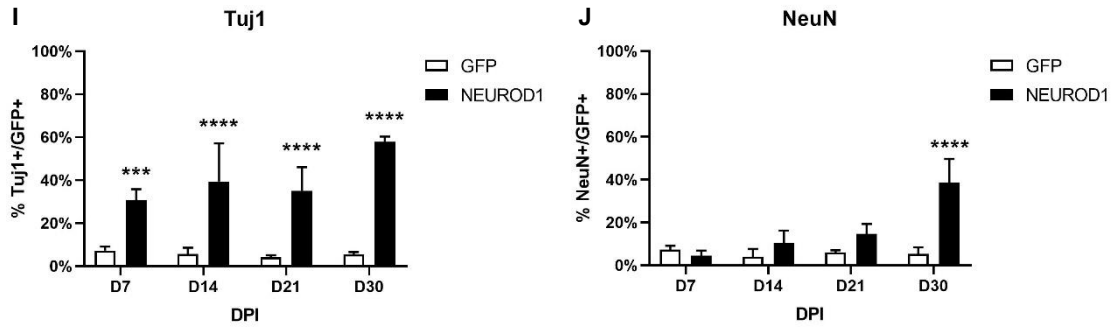 I
Tuj1
% Tuj1+/GFP+
100%
80%
60%
40%
20%
0%
***
****
****
****
D7 D14 D21 D30
DPI
GFP
NEUROD1
J
NeuN
% NeuN+/GFP+
100%
80%
60%
40%
20%
0%
****
D7 D14 D21 D30
DPI
GFP
NEUROD1